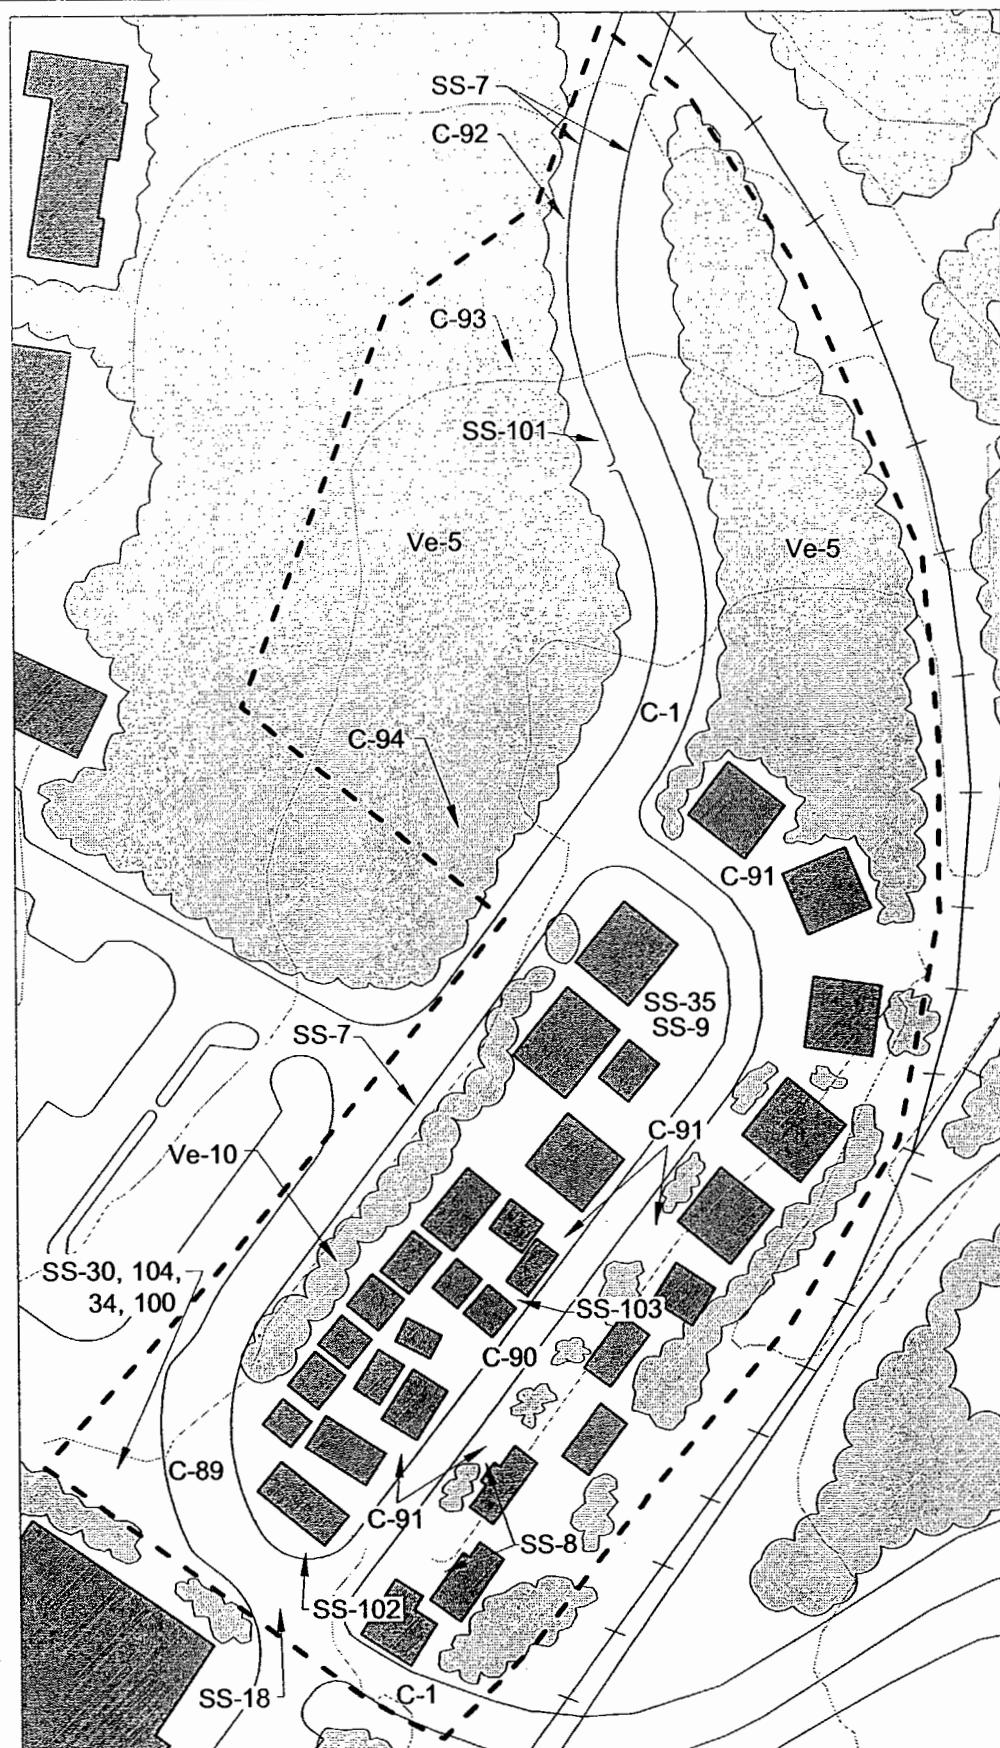 SS-7
C-92
C-93
SS-101
Ve-5
Ve-5
C-1
C-94
C-91
SS-35
SS-9
SS-7
C-91
Ve-10
SS-30, 104,
34, 100
SS-103
C-90
C-89
C-91
SS-8
SS-102
SS-18
C-1